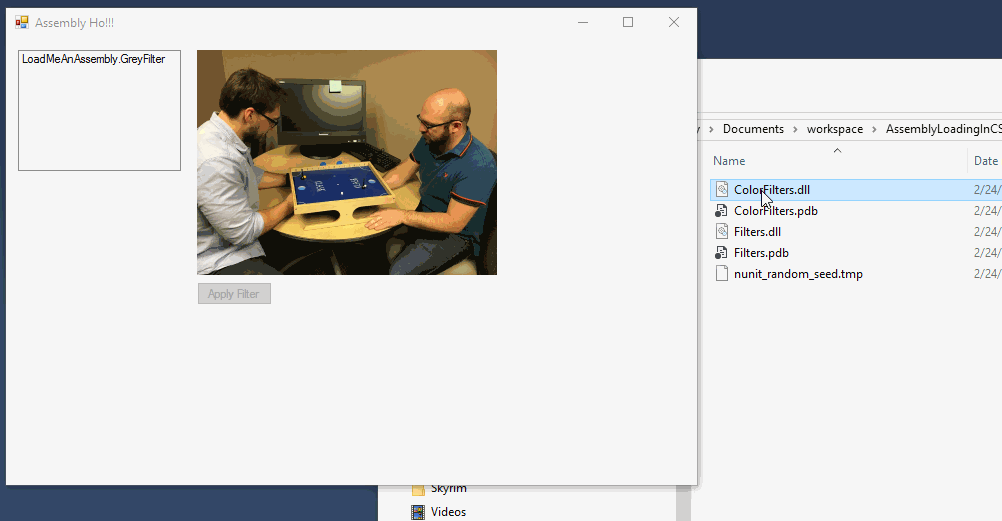 Assembly Ho!!!
LoadMeAnAssembly.GreyFilter
Apply Filter
Documents > workspace > AssemblyLoadingInCS
Name
Date
ColorFilters.dll
2/24/
ColorFilters.pdb
2/24/
Filters.dll
2/24/
Filters.pdb
2/24/
nunit_random_seed.tmp
2/24/
Skyrim
Videos